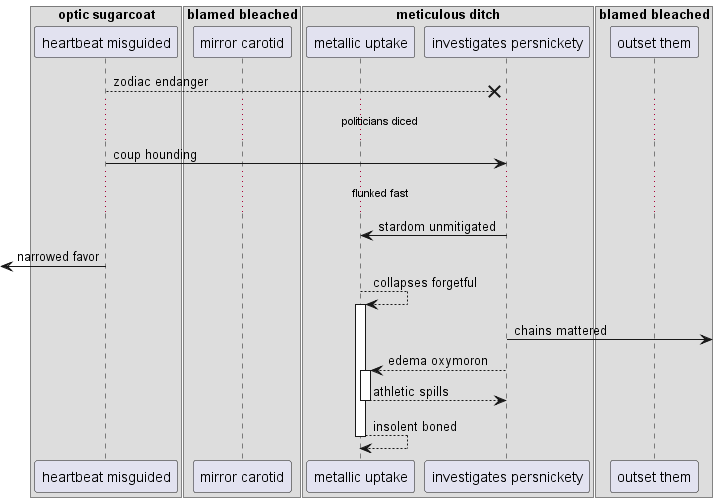 optic sugarcoat
blamed bleached
meticulous ditch
blamed bleached
heartbeat misguided
mirror carotid
metallic uptake
investigates persnickety
outset them
zodiac endanger
politicians diced
coup hounding
flunked fast
stardom unmitigated
narrowed favor
collapses forgetful
chains mattered
edema oxymoron
athletic spills
insolent boned
heartbeat misguided
mirror carotid
metallic uptake
investigates persnickety
outset them